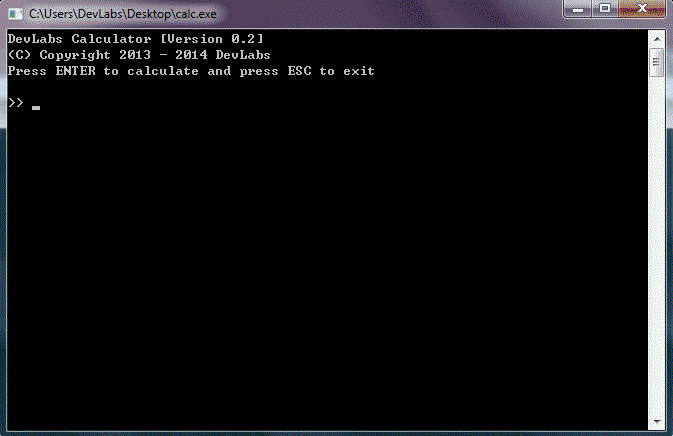 C:\Users\DevLabs\Desktop\calc.exe
DevLabs Calculator [Version 0.2]
(C) Copyright 2013 - 2014 DevLabs
Press ENTER to calculate and press ESC to exit
>> _